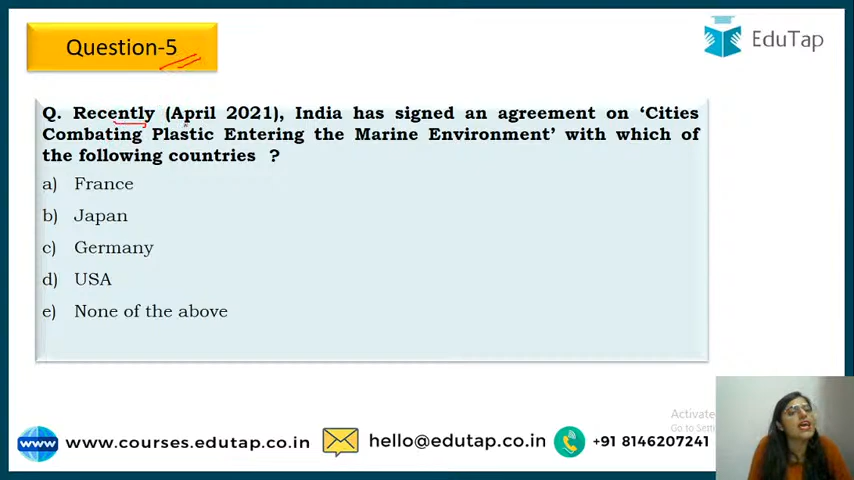 Question-5
EduTap
Q. Recently (April 2021), India has signed an agreement on ‘Cities
Combating Plastic Entering the Marine Environment’ with which of
the following countries ?
a) France
b) Japan
c) Germany
d) USA
e) None of the above
Activate
Go to Setti
www
www.courses.edutap.co.in
hello@edutap.co.in
+91 8146207241